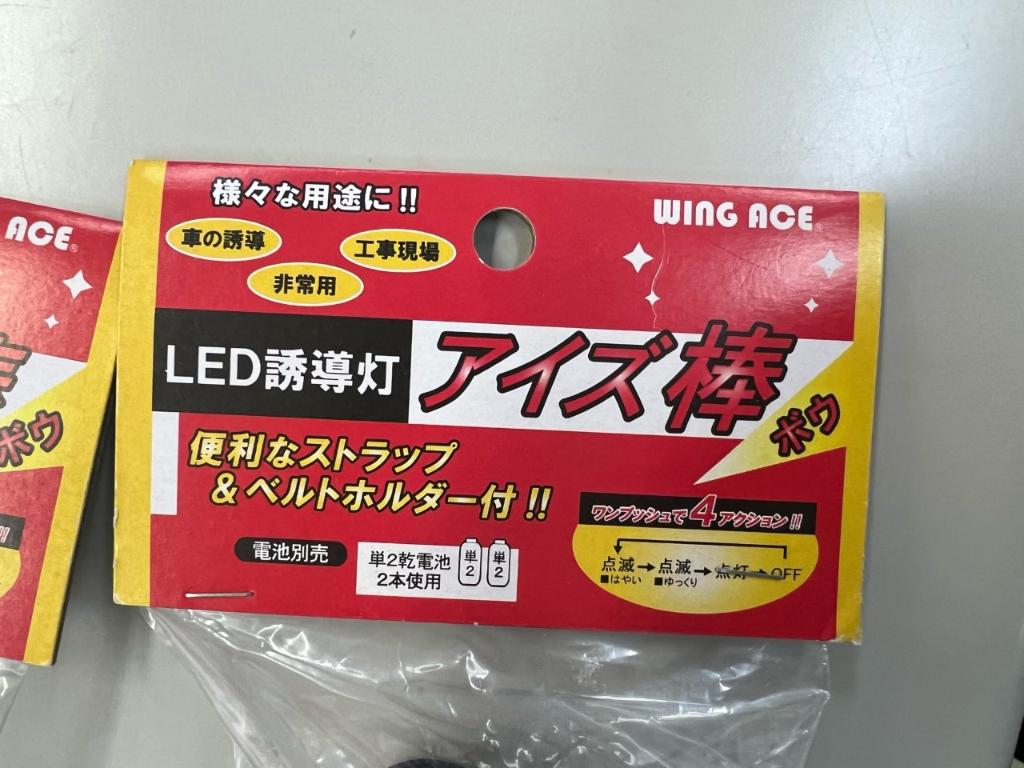 様々な用途に!!
WING ACE
車の誘導
工事現場
非常用
LED誘導灯
アイズ棒
ボウ
便利なストラップ
&ベルトホルダー付!!
ワンプッシュで4アクション!!
点滅→点滅→点灯→OFF
■はやい ■ゆっくり
電池別売
単2乾電池
2本使用
単2
単2
ACE®
棒
ボウ
!!